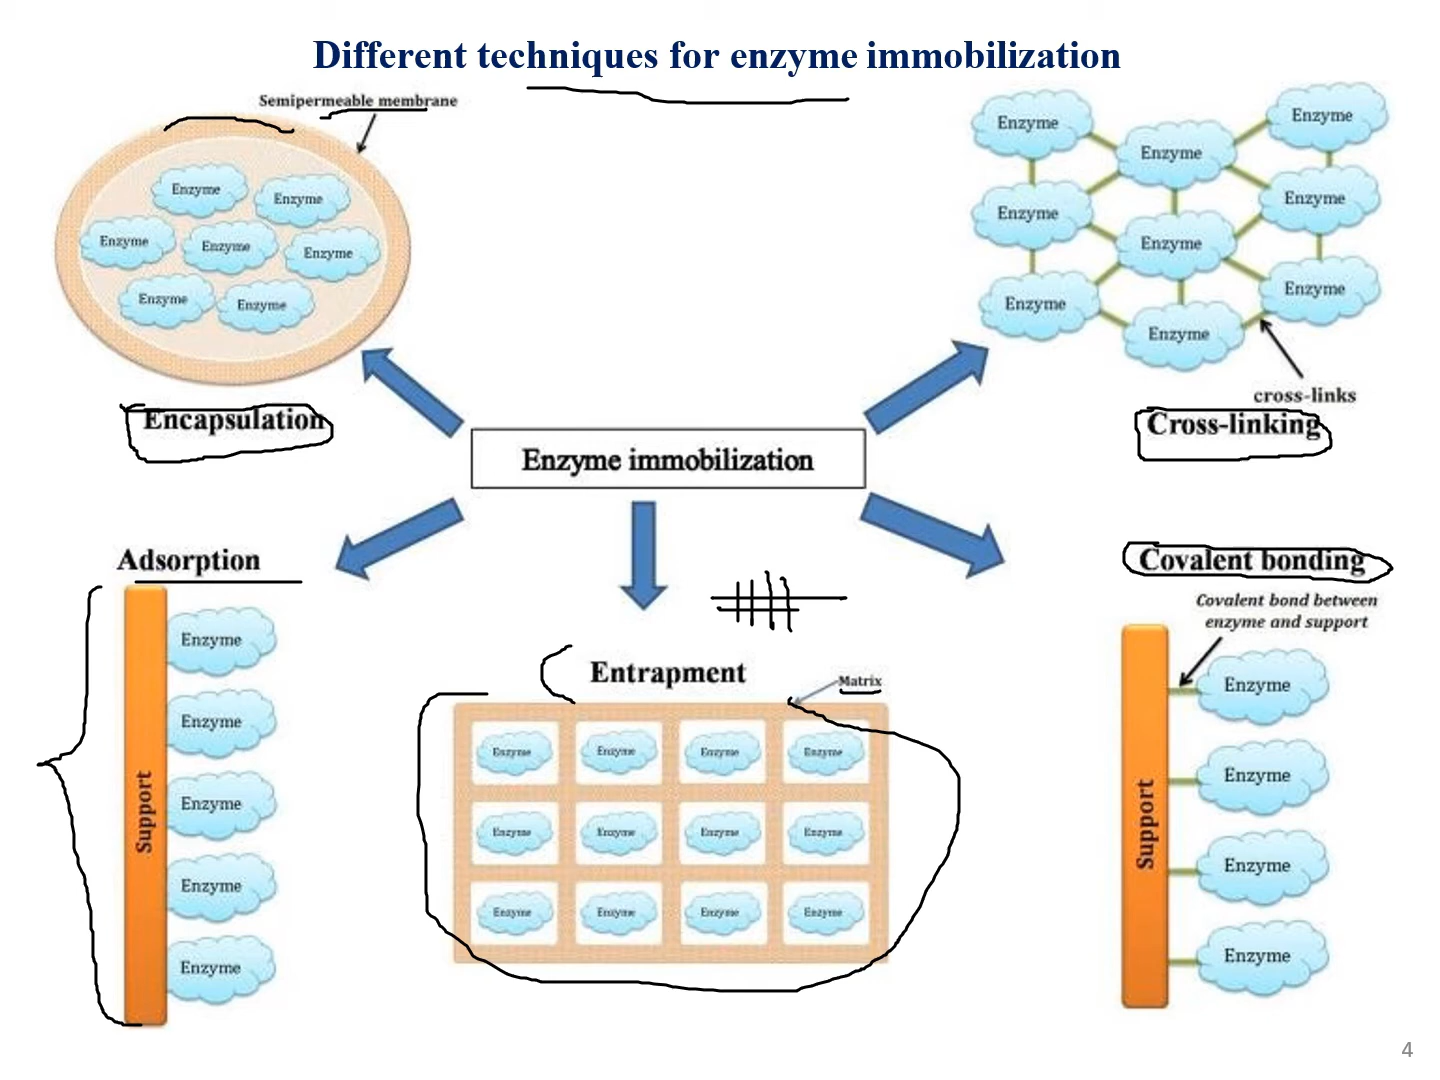 Different techniques for enzyme immobilization
Semipermeable membrane
Enzyme
Enzyme
Enzyme
Enzyme
Enzyme
Enzyme
Enzyme
Encapsulation
Enzyme
Enzyme
Enzyme
Enzyme
Enzyme
Enzyme
Enzyme
Enzyme
Enzyme
cross-links
Cross-linking
Enzyme immobilization
Adsorption
Support
Enzyme
Enzyme
Enzyme
Enzyme
Enzyme
Entrapment
Matrix
Enzyme Enzyme Enzyme Enzyme
Enzyme Enzyme Enzyme Enzyme
Enzyme Enzyme Enzyme Enzyme
Covalent bonding
Covalent bond between
enzyme and support
Support
Enzyme
Enzyme
Enzyme
Enzyme
4